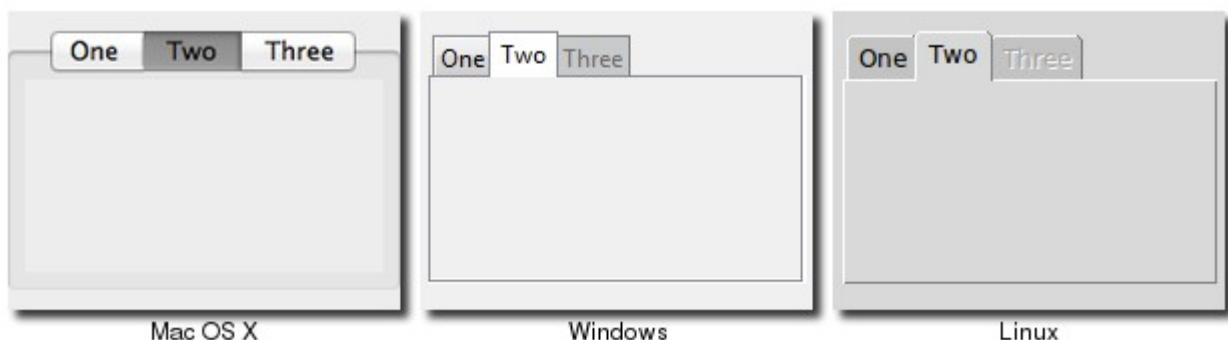 One Two Three
One Two Three
One Two Three
Mac OS X
Windows
Linux